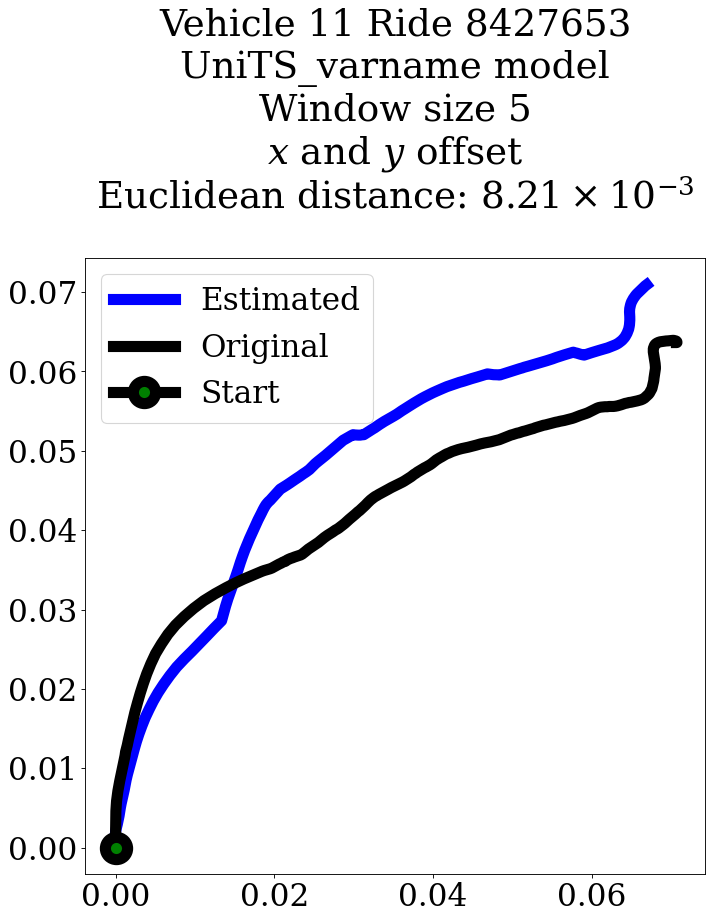 Vehicle 11 Ride 8427653
UniTS_varname model
Window size 5
x and y offset
Euclidean distance: 8.21 × 10⁻³
Estimated
Original
Start
0.07
0.06
0.05
0.04
0.03
0.02
0.01
0.00
0.00 0.02 0.04 0.06